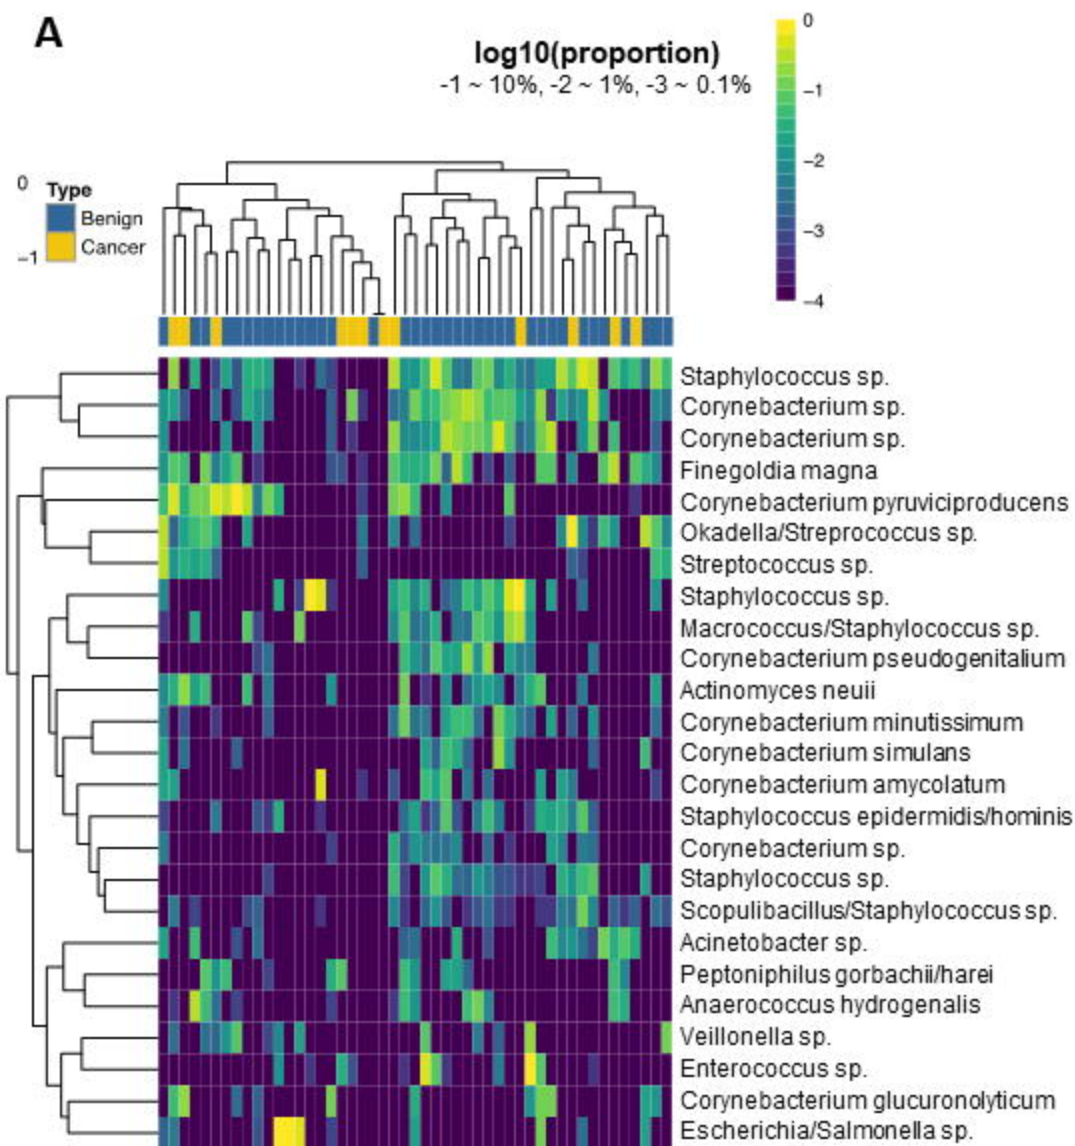 A
log10(proportion)
-1 ~ 10%, -2 ~ 1%, -3 ~ 0.1%
0
−1
−2
−3
−4
0
−1
Type
Benign
Cancer
Staphylococcus sp.
Corynebacterium sp.
Corynebacterium sp.
Finegoldia magna
Corynebacterium pyruviciproducens
Okadella/Streprococcus sp.
Streptococcus sp.
Staphylococcus sp.
Macrococcus/Staphylococcus sp.
Corynebacterium pseudogenitalium
Actinomyces neuii
Corynebacterium minutissimum
Corynebacterium simulans
Corynebacterium amycolatum
Staphylococcus epidermidis/hominis
Corynebacterium sp.
Staphylococcus sp.
Scopulibacillus/Staphylococcus sp.
Acinetobacter sp.
Peptoniphilus gorbachii/harei
Anaerococcus hydrogenalis
Veillonella sp.
Enterococcus sp.
Corynebacterium glucuronolyticum
Escherichia/Salmonella sp.